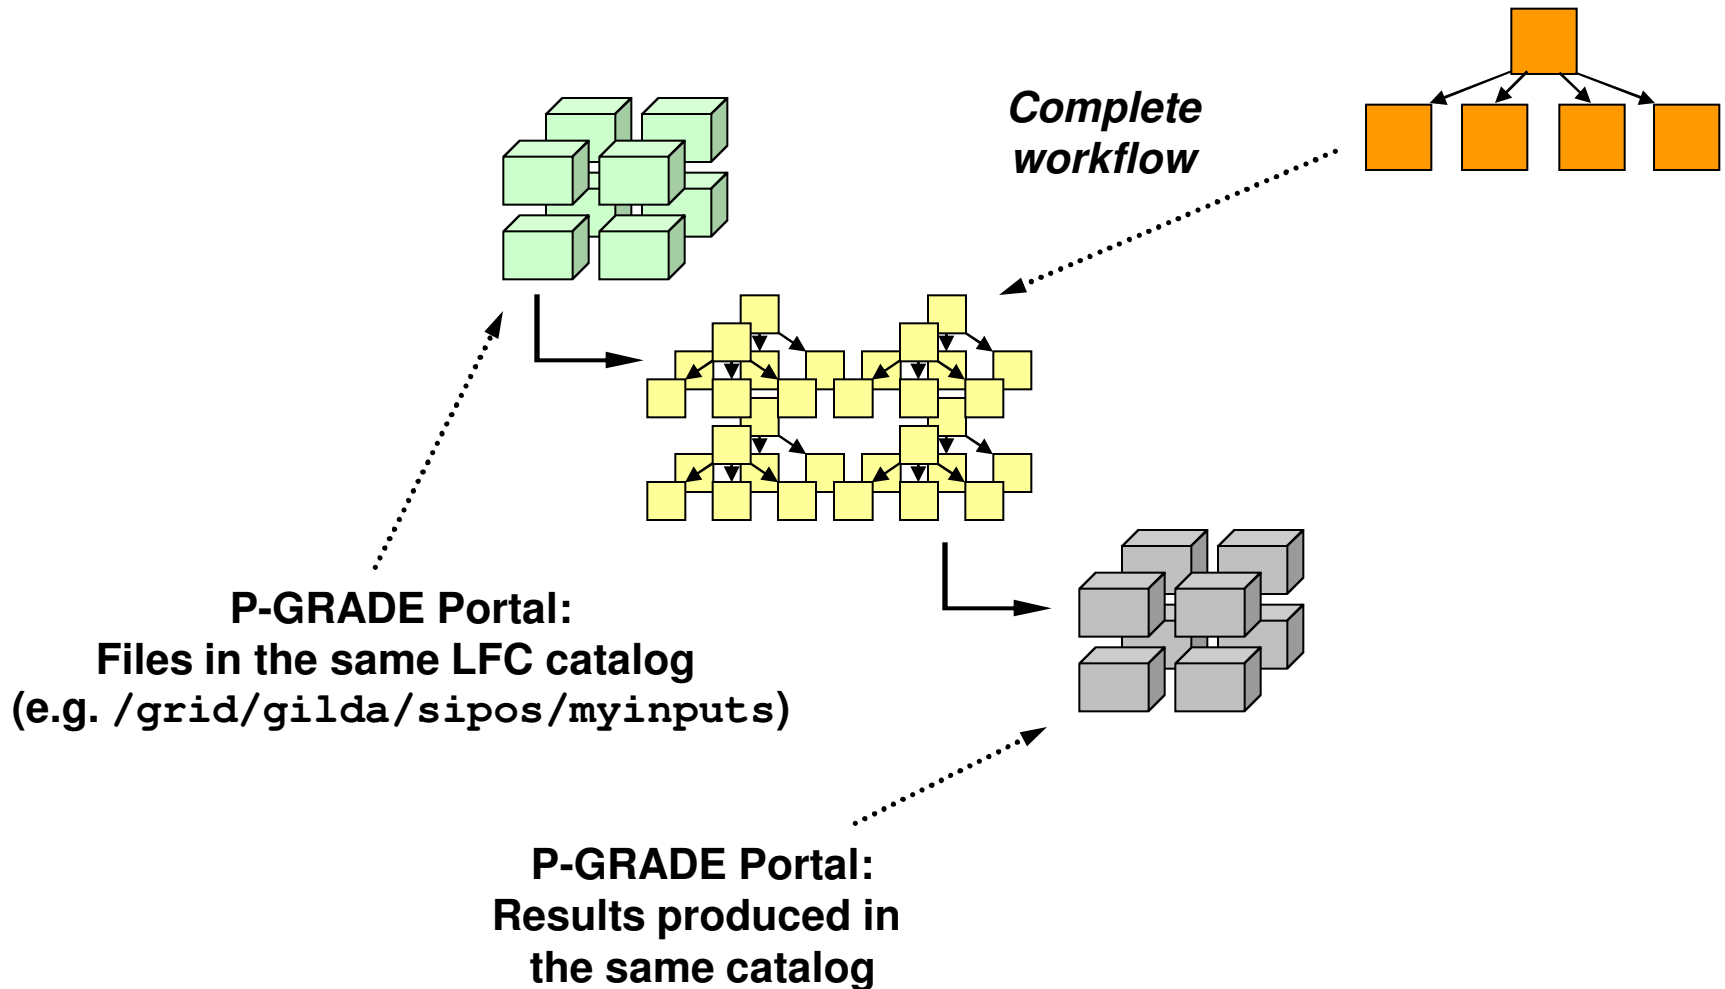 Complete
workflow
P-GRADE Portal:
Files in the same LFC catalog
(e.g. /grid/gilda/sipos/myinputs)
P-GRADE Portal:
Results produced in
the same catalog